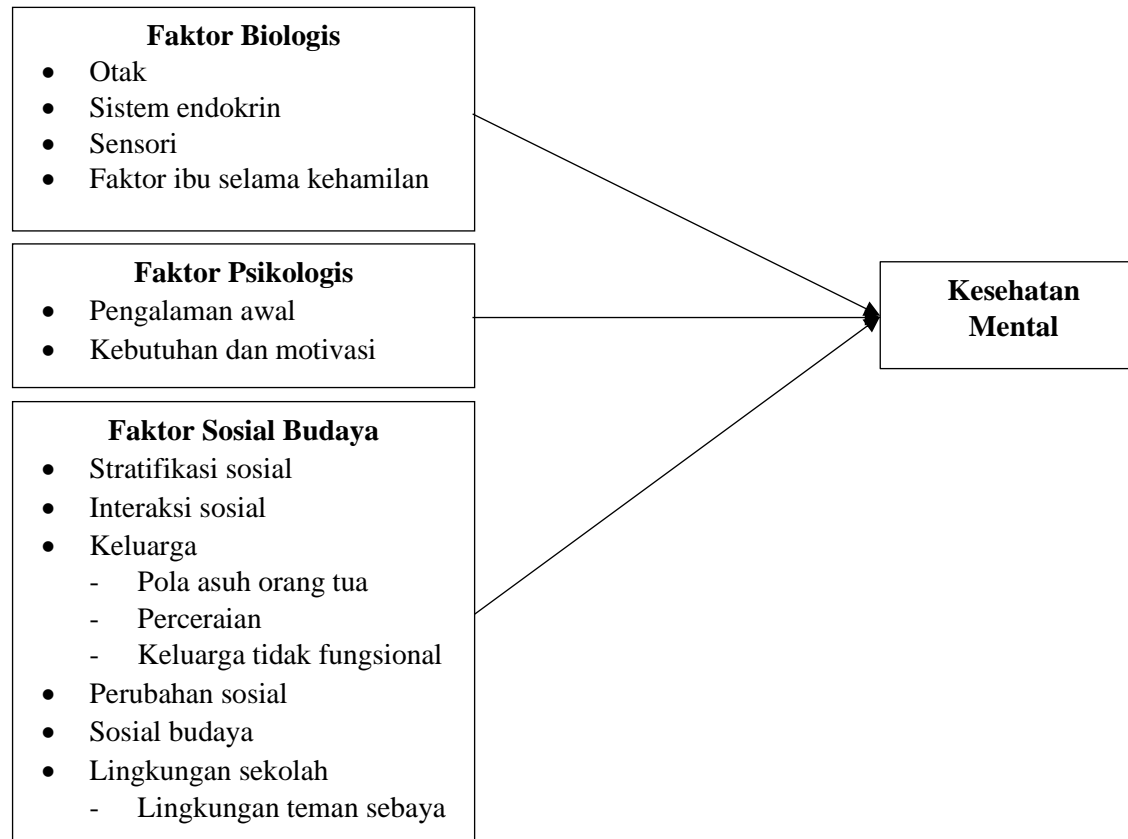 Faktor Biologis
• Otak
• Sistem endokrin
• Sensori
• Faktor ibu selama kehamilan
Faktor Psikologis
• Pengalaman awal
• Kebutuhan dan motivasi
Faktor Sosial Budaya
• Stratifikasi sosial
• Interaksi sosial
• Keluarga
- Pola asuh orang tua
- Perceraian
- Keluarga tidak fungsional
• Perubahan sosial
• Sosial budaya
• Lingkungan sekolah
- Lingkungan teman sebaya
Kesehatan
Mental